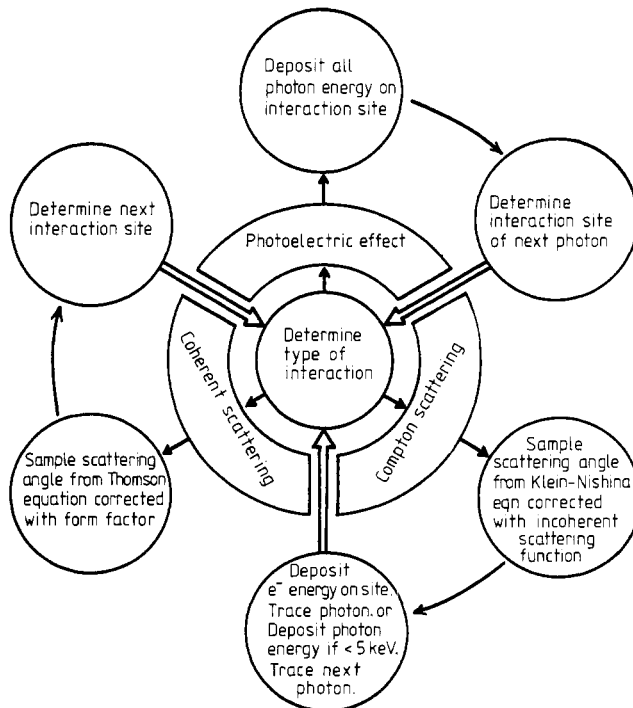 Deposit all
photon energy on
interaction site
Determine next
interaction site
Determine
interaction site
of next photon
Photoelectric effect
Determine
type of
interaction
Coherent scattering
Compton scattering
Sample scattering
angle from Thomson
equation corrected
with form factor
Sample
scattering angle
from Klein-Nishina
eqn corrected
with incoherent
scattering
function
Deposit
e⁻ energy on site.
Trace photon. or
Deposit photon
energy if < 5 keV.
Trace next
photon.